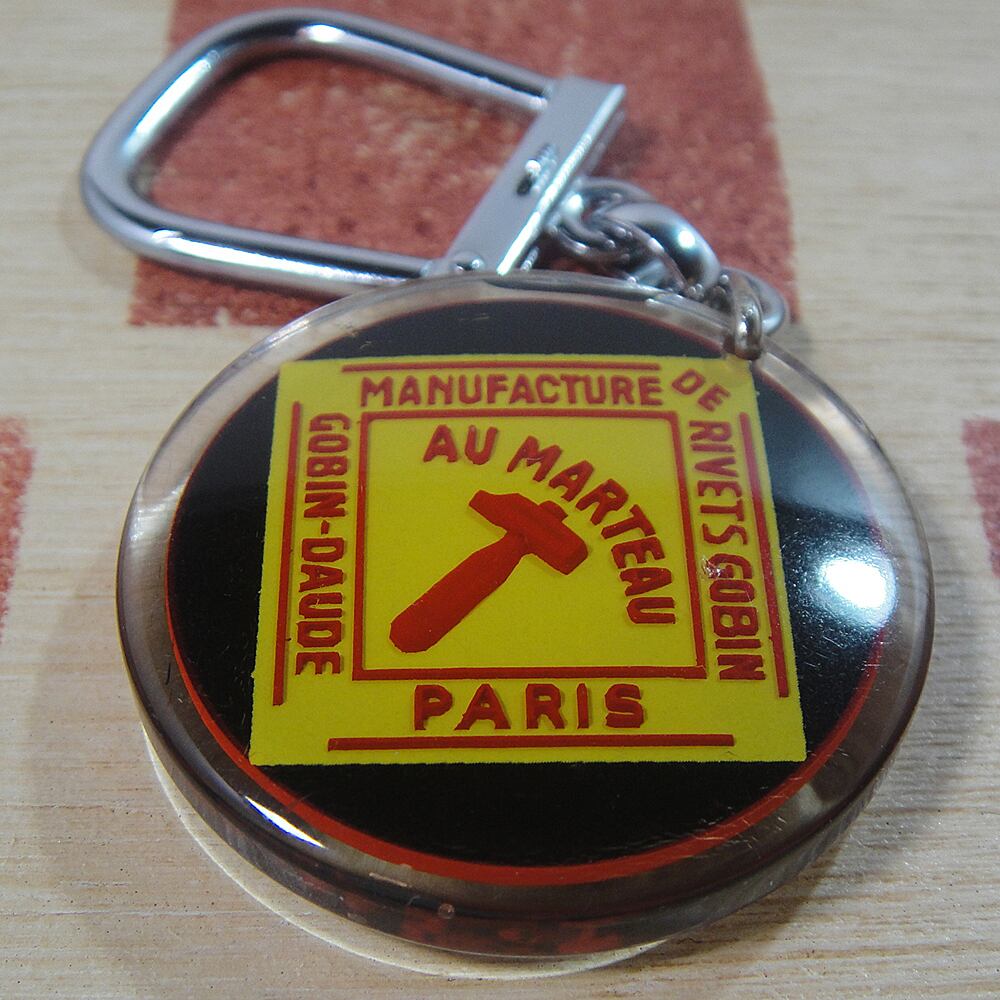 MANUFACTURE DE RIVETS GOBIN
GOBIN-DAUDE
AU MARTEAU
PARIS